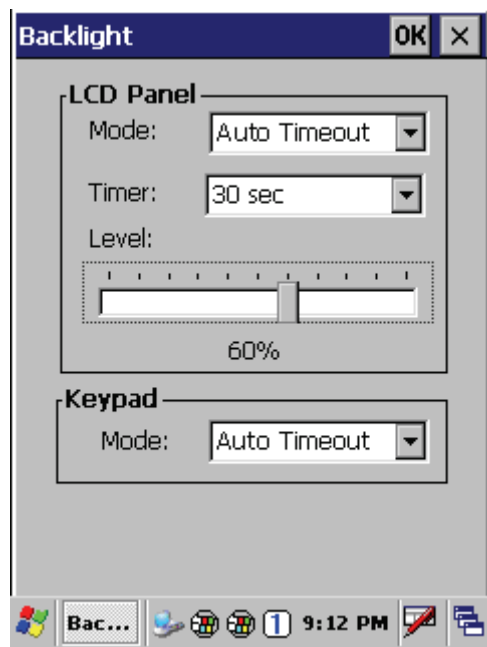 Backlight OK ×
LCD Panel
Mode: Auto Timeout
Timer: 30 sec
Level:
60%
Keypad
Mode: Auto Timeout
Bac... 1 9:12 PM